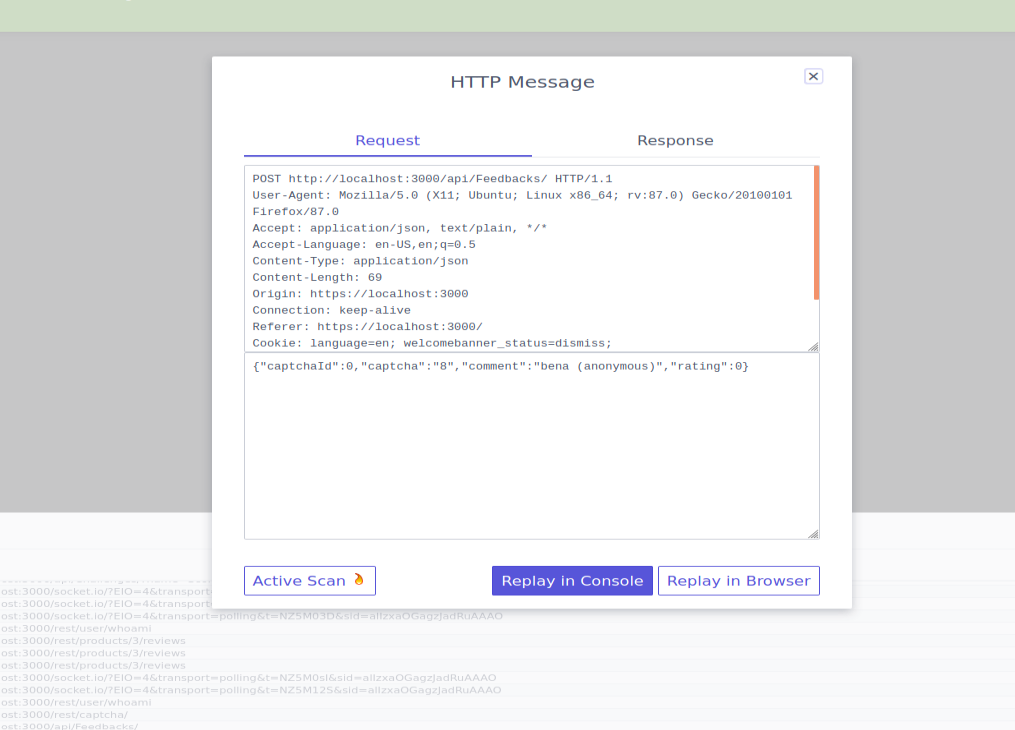 HTTP Message
Request
Response
POST http://localhost:3000/api/Feedbacks/ HTTP/1.1
User-Agent: Mozilla/5.0 (X11; Ubuntu; Linux x86_64; rv:87.0) Gecko/20100101
Firefox/87.0
Accept: application/json, text/plain, */*
Accept-Language: en-US,en;q=0.5
Content-Type: application/json
Content-Length: 69
Origin: https://localhost:3000
Connection: keep-alive
Referer: https://localhost:3000/
Cookie: language=en; welcomebanner_status=dismiss;
{"captchaId":0,"captcha":"8","comment":"bena (anonymous)","rating":0}
Active Scan
Replay in Console
Replay in Browser
ost:3000/socket.io/?EIO=4&transport
ost:3000/socket.io/?EIO=4&transport=
ost:3000/socket.io/?EIO=4&transport=polling&t=NZ5M03D&sid=allzxaOGagzJadRuAAAO
ost:3000/rest/user/whoami
ost:3000/rest/products/3/reviews
ost:3000/rest/products/3/reviews
ost:3000/rest/products/3/reviews
ost:3000/socket.io/?EIO=4&transport=polling&t=NZ5M0sl&sid=allzxaOGagzJadRuAAAO
ost:3000/socket.io/?EIO=4&transport=polling&t=NZ5M12S&sid=allzxaOGagzJadRuAAAO
ost:3000/rest/user/whoami
ost:3000/rest/captcha/
ost:3000/api/Feedbacks/